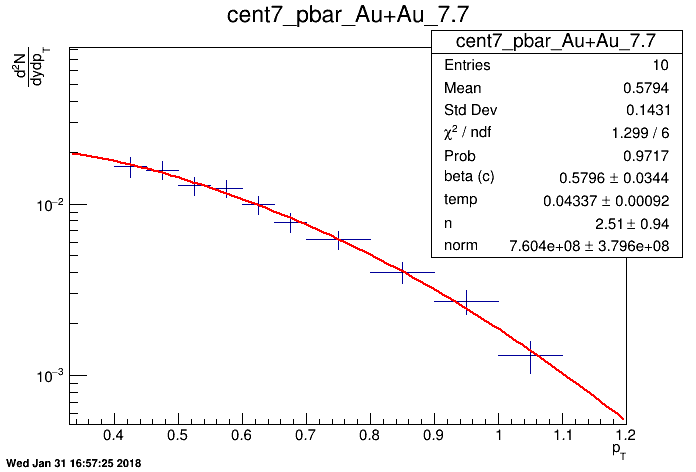 cent7_pbar_Au+Au_7.7
d²N
dydp_T
cent7_pbar_Au+Au_7.7
Entries 10
Mean 0.5794
Std Dev 0.1431
χ² / ndf 1.299 / 6
Prob 0.9717
beta (c) 0.5796 ± 0.0344
temp 0.04337 ± 0.00092
n 2.51 ± 0.94
norm 7.604e+08 ± 3.796e+08
10⁻²
10⁻³
0.4 0.5 0.6 0.7 0.8 0.9 1 1.1 1.2
p_T
Wed Jan 31 16:57:25 2018